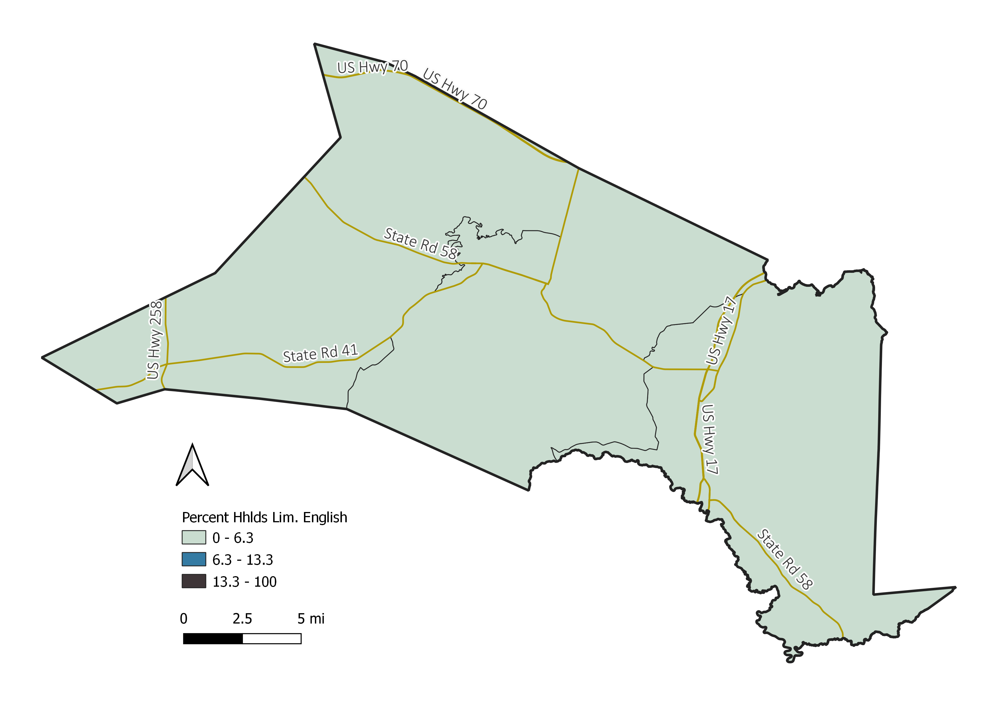 US Hwy 70
US Hwy 70
State Rd 58
US Hwy 258
State Rd 41
US Hwy 17
US Hwy 17
State Rd 58
Percent Hhlds Lim. English
0 - 6.3
6.3 - 13.3
13.3 - 100
0 2.5 5 mi